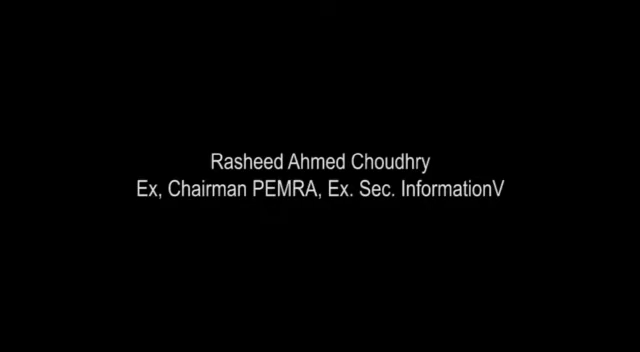 Rasheed Ahmed Choudhry
Ex, Chairman PEMRA, Ex. Sec. InformationV